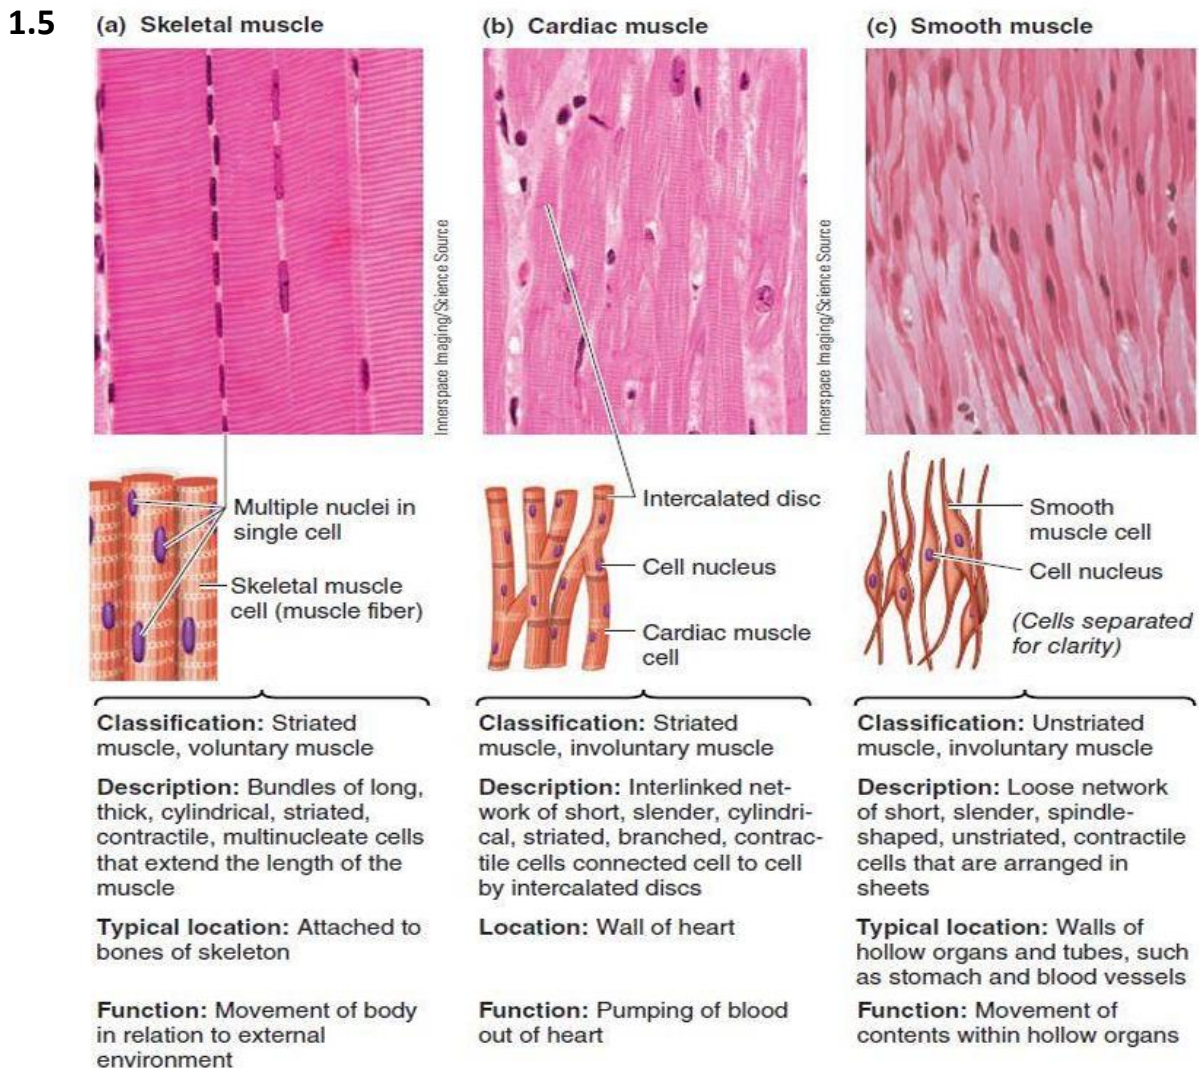 1.5
(a) Skeletal muscle
(b) Cardiac muscle
(c) Smooth muscle
Innerspace Imaging/Science Source
Innerspace Imaging/Science Source
Multiple nuclei in
single cell
Skeletal muscle
cell (muscle fiber)
Intercalated disc
Cell nucleus
Cardiac muscle
cell
Smooth
muscle cell
Cell nucleus
(Cells separated
for clarity)
Classification: Striated
muscle, voluntary muscle
Description: Bundles of long,
thick, cylindrical, striated,
contractile, multinucleate cells
that extend the length of the
muscle
Typical location: Attached to
bones of skeleton
Function: Movement of body
in relation to external
environment
Classification: Striated
muscle, involuntary muscle
Description: Interlinked net-
work of short, slender, cylindri-
cal, striated, branched, contrac-
tile cells connected cell to cell
by intercalated discs
Location: Wall of heart
Function: Pumping of blood
out of heart
Classification: Unstriated
muscle, involuntary muscle
Description: Loose network
of short, slender, spindle-
shaped, unstriated, contractile
cells that are arranged in
sheets
Typical location: Walls of
hollow organs and tubes, such
as stomach and blood vessels
Function: Movement of
contents within hollow organs